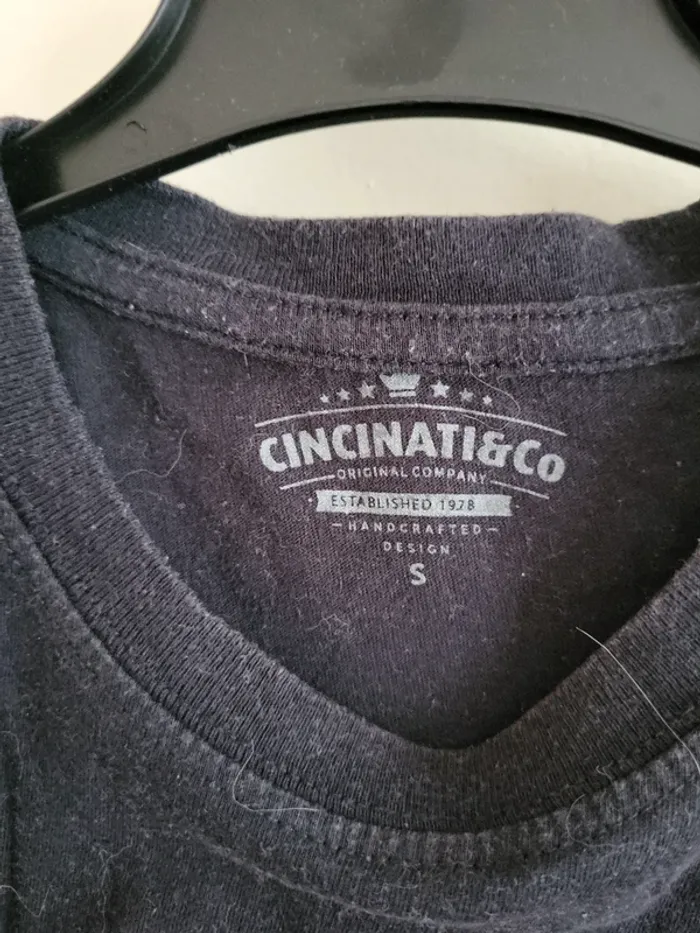 CINCINATI&Co
ORIGINAL COMPANY
ESTABLISHED 1978
–HANDCRAFTED–
DESIGN
S